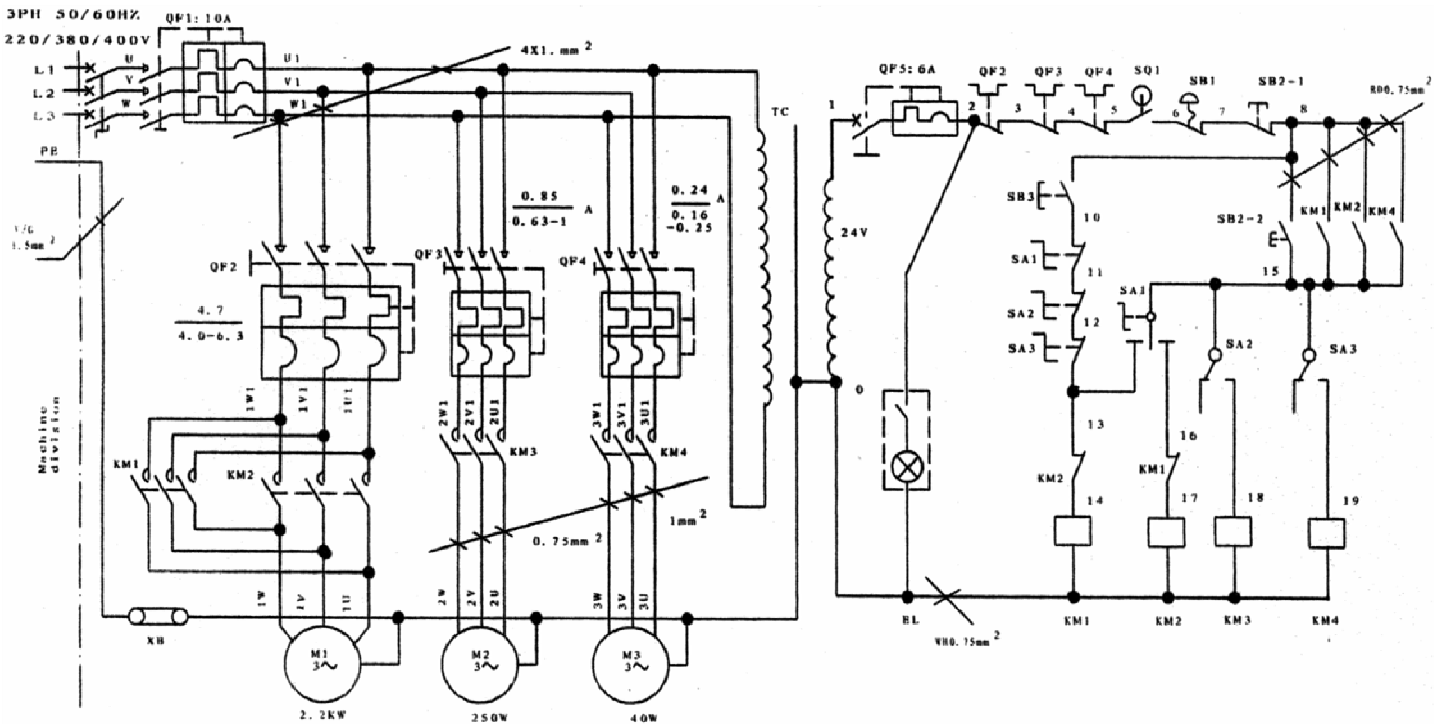 3PH 50/60HZ
220/380/400V
QF1:10A
4X1.mm²
L1
L2
L3
U
V
W
U1
V1
W1
PE
.5mm²
Machine
division
QF2
4.7
4.0-6.3
QF3
0.85
0.63-1
A
QF4
0.24
0.16
-0.25
A
1W1
1V1
1U1
2W1
2V1
2U1
3W1
3V1
3U1
KM1
KM2
KM3
KM4
0.75mm²
1mm²
1W
1V
1U
2W
2V
2U
3W
3V
3U
XB
M1
3~
M2
3~
M3
3~
2.2KW
250W
40W
TC
24V
0
1
QF5:6A
2
QF2
3
QF3
4
QF4
5
SQ1
6
SB1
7
SB2-1
8
0.75mm²
SB3
10
SA1
11
SA2
12
SA3
13
KM2
14
SA1
16
KM1
17
SB2-2
KM1
KM2
KM4
15
SA2
18
SA3
19
EL
WH0.75mm²
KM1
KM2
KM3
KM4